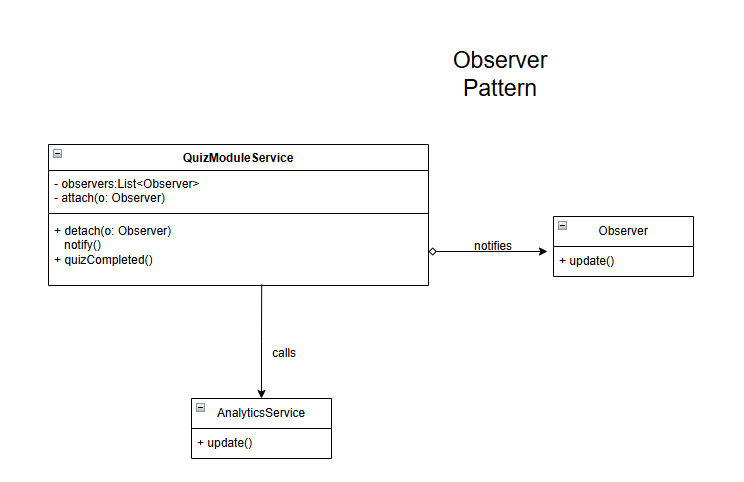 Observer
Pattern
QuizModuleService
- observers:List<Observer>
- attach(o: Observer)
+ detach(o: Observer)
notify()
+ quizCompleted()
notifies
Observer
+ update()
calls
AnalyticsService
+ update()